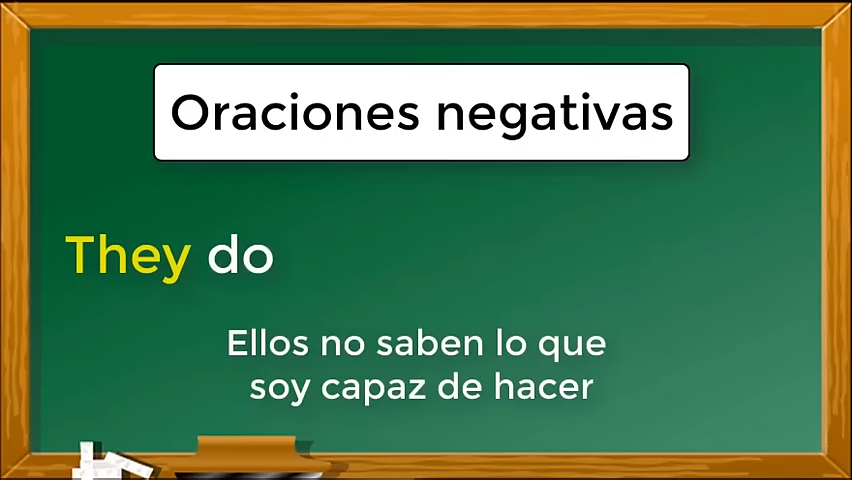 Oraciones negativas
They do
Ellos no saben lo que
soy capaz de hacer